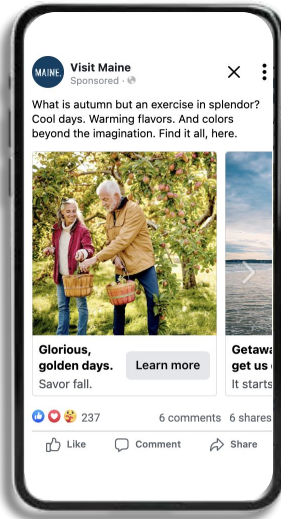 MAINE.
Visit Maine
Sponsored ·
What is autumn but an exercise in splendor?
Cool days. Warming flavors. And colors
beyond the imagination. Find it all, here.
Glorious,
golden days.
Learn more
Savor fall.
get us
It starts
237
6 comments 6 shares
Like
Comment
Share